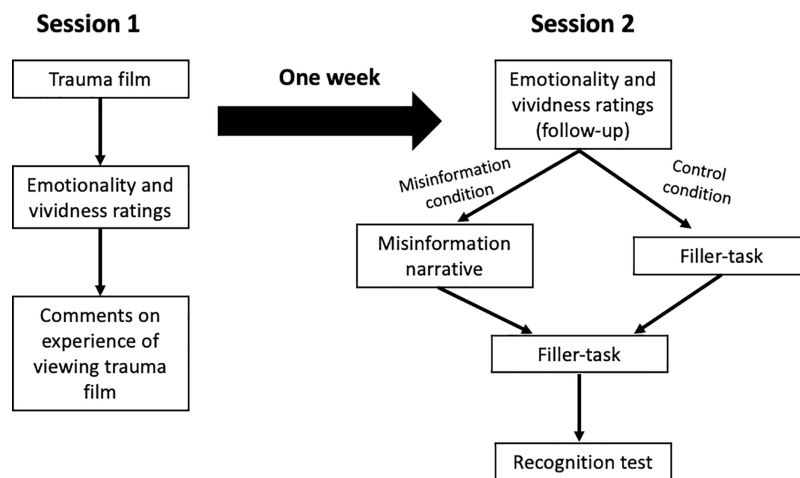 Session 1
Trauma film
Emotionality and
vividness ratings
Comments on
experience of
viewing trauma
film
One week
Session 2
Emotionality and
vividness ratings
(follow-up)
Misinformation
condition
Control
condition
Misinformation
narrative
Filler-task
Filler-task
Recognition test